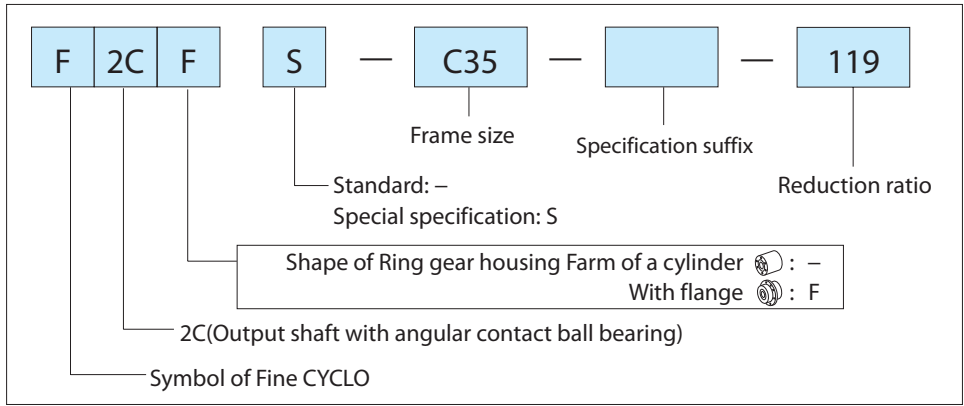 F 2C F S — C35 — — 119
Frame size
Specification suffix
Reduction ratio
Standard: –
Special specification: S
Shape of Ring gear housing Farm of a cylinder : –
With flange : F
2C(Output shaft with angular contact ball bearing)
Symbol of Fine CYCLO